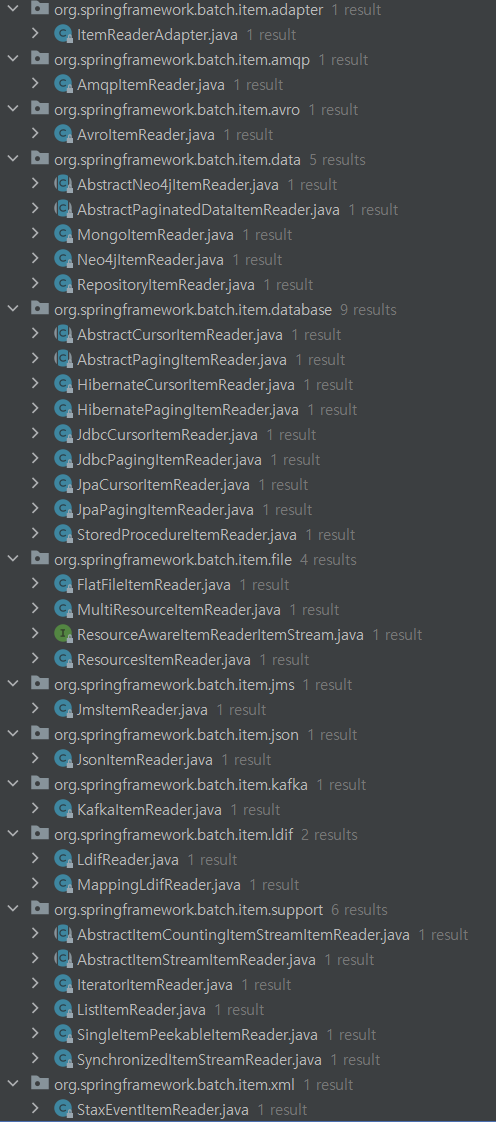 org.springframework.batch.item.adapter 1 result
ItemReaderAdapter.java 1 result
org.springframework.batch.item.amqp 1 result
AmqpItemReader.java 1 result
org.springframework.batch.item.avro 1 result
AvroItemReader.java 1 result
org.springframework.batch.item.data 5 results
AbstractNeo4jItemReader.java 1 result
AbstractPaginatedDataItemReader.java 1 result
MongoItemReader.java 1 result
Neo4jItemReader.java 1 result
RepositoryItemReader.java 1 result
org.springframework.batch.item.database 9 results
AbstractCursorItemReader.java 1 result
AbstractPagingItemReader.java 1 result
HibernateCursorItemReader.java 1 result
HibernatePagingItemReader.java 1 result
JdbcCursorItemReader.java 1 result
JdbcPagingItemReader.java 1 result
JpaCursorItemReader.java 1 result
JpaPagingItemReader.java 1 result
StoredProcedureItemReader.java 1 result
org.springframework.batch.item.file 4 results
FlatFileItemReader.java 1 result
MultiResourceItemReader.java 1 result
ResourceAwareItemReaderItemStream.java 1 result
ResourcesItemReader.java 1 result
org.springframework.batch.item.jms 1 result
JmsItemReader.java 1 result
org.springframework.batch.item.json 1 result
JsonItemReader.java 1 result
org.springframework.batch.item.kafka 1 result
KafkaItemReader.java 1 result
org.springframework.batch.item.ldif 2 results
LdifReader.java 1 result
MappingLdifReader.java 1 result
org.springframework.batch.item.support 6 results
AbstractItemCountingItemStreamItemReader.java 1 result
AbstractItemStreamItemReader.java 1 result
IteratorItemReader.java 1 result
ListItemReader.java 1 result
SingleItemPeekableItemReader.java 1 result
SynchronizedItemStreamReader.java 1 result
org.springframework.batch.item.xml 1 result
StaxEventItemReader.java 1 result